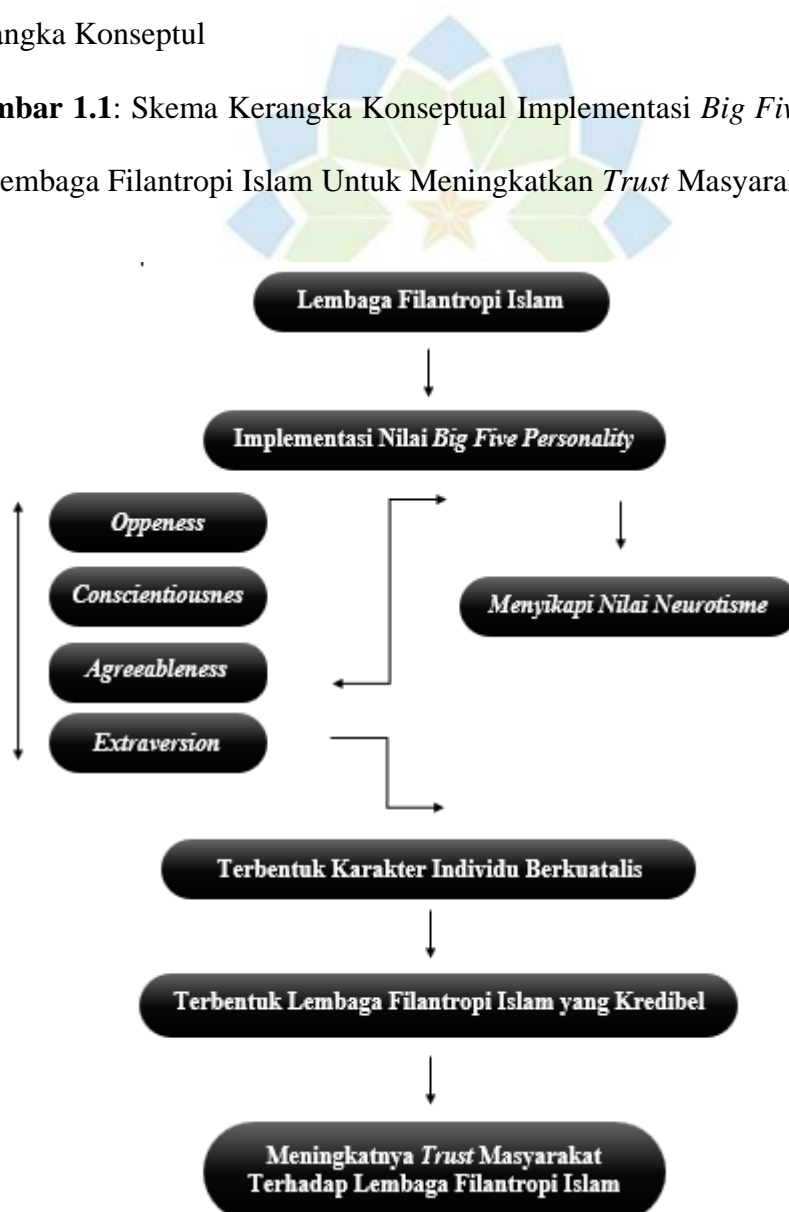 angka Konseptul
mbar 1.1: Skema Kerangka Konseptual Implementasi Big Fiv
embaga Filantropi Islam Untuk Meningkatkan Trust Masyaral
Lembaga Filantropi Islam
Implementasi Nilai Big Five Personality
Oppeness
Conscientiousnes
Agreeableness
Extraversion
Menyikapi Nilai Neurotisme
Terbentuk Karakter Individu Berkuatalis
Terbentuk Lembaga Filantropi Islam yang Kredibel
Meningkatnya Trust Masyarakat
Terhadap Lembaga Filantropi Islam